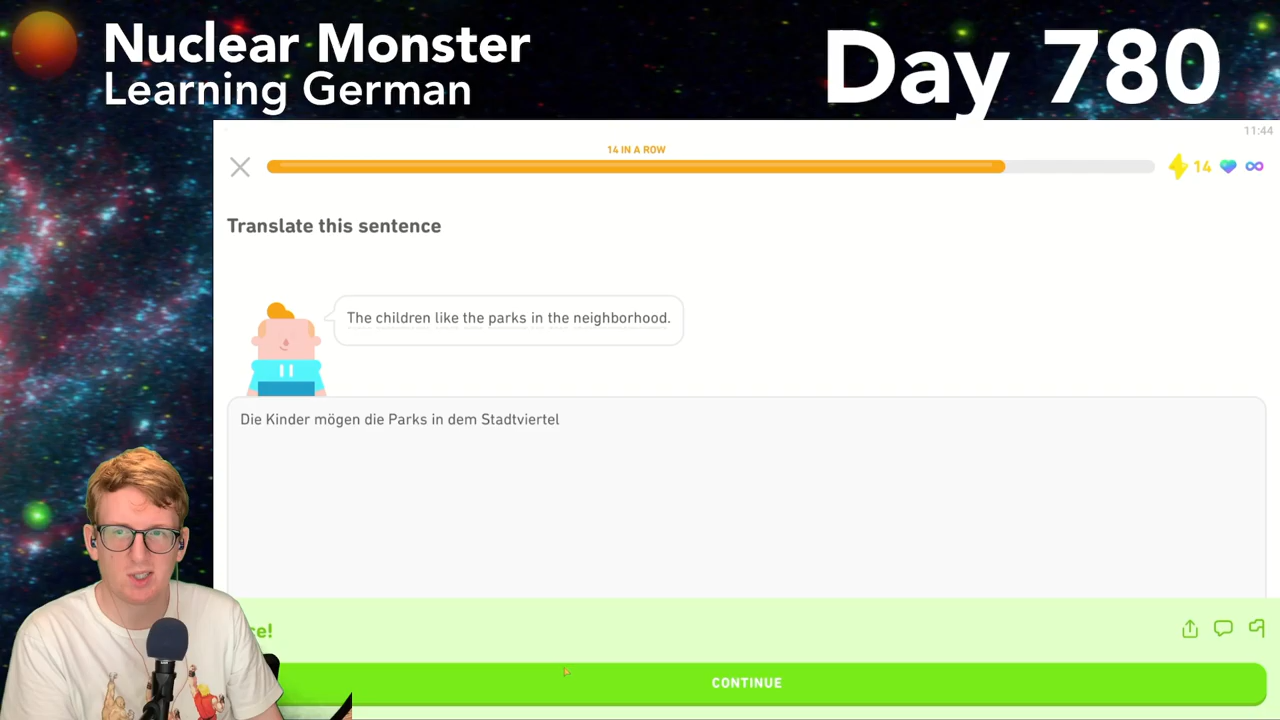 Nuclear Monster
Learning German
Day 780
11:44
14 IN A ROW
14
Translate this sentence
The children like the parks in the neighborhood.
Die Kinder mögen die Parks in dem Stadtviertel
ce!
CONTINUE